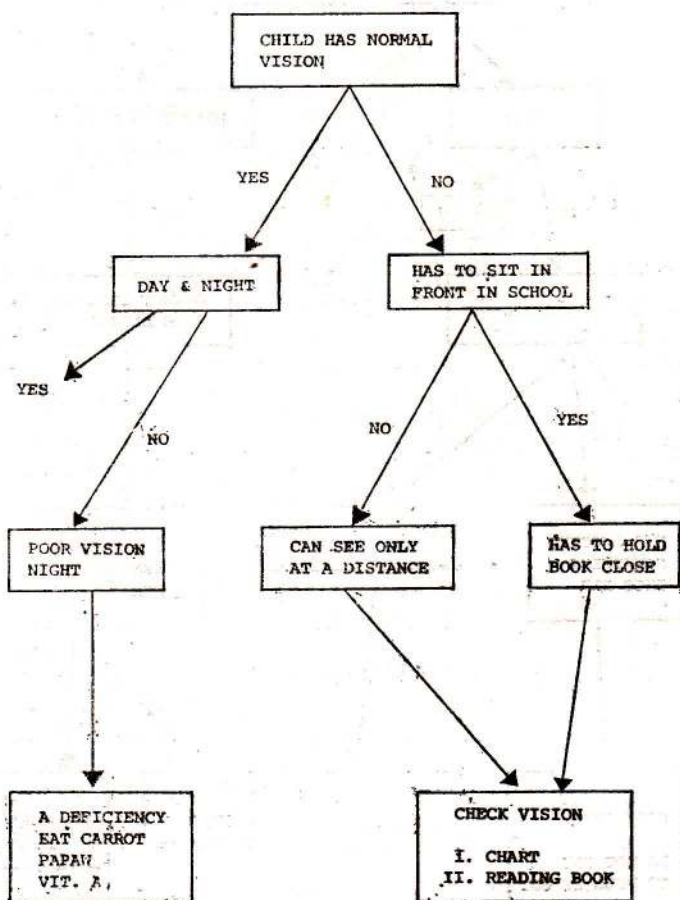 CHILD HAS NORMAL
VISION
YES
NO
DAY & NIGHT
HAS TO SIT IN
FRONT IN SCHOOL
YES
NO
NO
YES
POOR VISION
NIGHT
CAN SEE ONLY
AT A DISTANCE
HAS TO HOLD
BOOK CLOSE
A DEFICIENCY
EAT CARROT
PAPAW
VIT. A.
CHECK VISION
I. CHART
II. READING BOOK